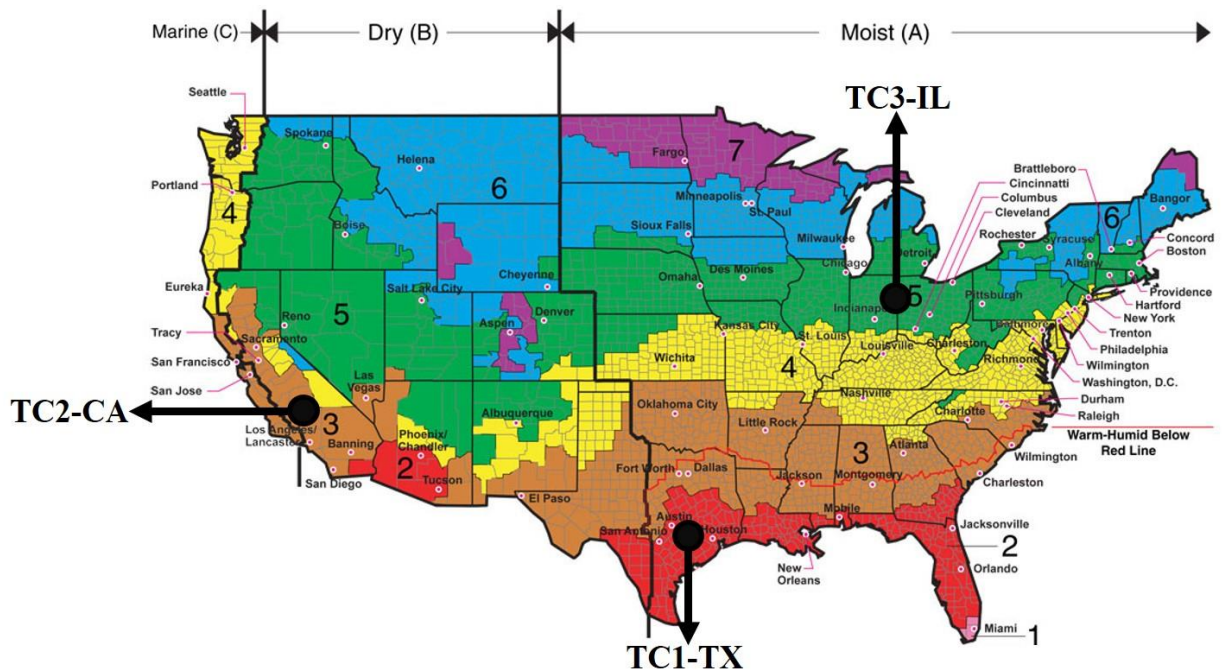 Marine (C)
Dry (B)
Moist (A)
TC3-IL
Seattle
Spokane
Helena
Fargo
7
6
Brattleboro
Cincinnatti
Columbus
Cleveland
Portland
4
Minneapolis
St. Paul
Bangor
6
Boise
Sioux Falls
Milwaukee
Rochester
Syracuse
Concord
Boston
Detroit
Albany
Chicago
Cheyenne
Omaha
Des Moines
Eureka
Salt Lake City
5
Pittsburgh
Providence
Hartford
New York
Reno
5
Aspen
Denver
Indianap
Trenton
Tracy
Sacramento
Kansas City
St. Louis
Louisville
Charleston
Baltimore
Philadelphia
San Francisco
Wichita
4
Richmond
Wilmington
Washington, D.C.
San Jose
Las
Vegas
Nashville
Durham
Raleigh
TC2-CA
3
Albuquerque
Oklahoma City
Little Rock
Charlotte
Los Angeles/
Lancaster
Banning
Phoenix/
Chandler
2
Atlanta
3
Warm-Humid Below
Red Line
Wilmington
San Diego
Tucson
El Paso
Fort Worth
Dallas
Jackson
Montgomery
Charleston
Austin
San Antonio
Houston
Mobile
Jacksonville
2
New
Orleans
Orlando
Miami
1
TC1-TX